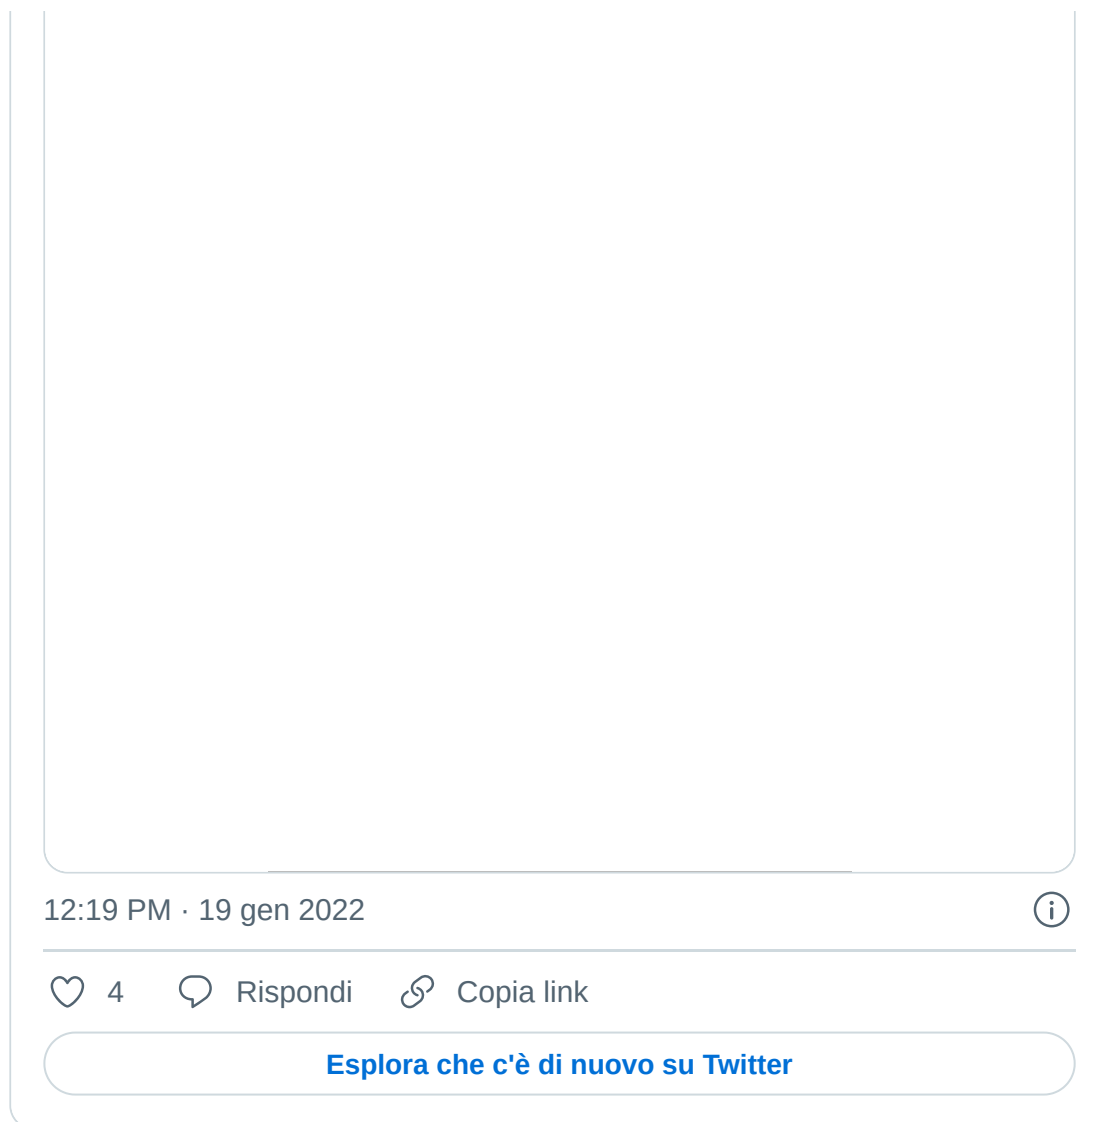 12:19 PM · 19 gen 2022
4 Rispondi Copia link
Esplora che c'è di nuovo su Twitter